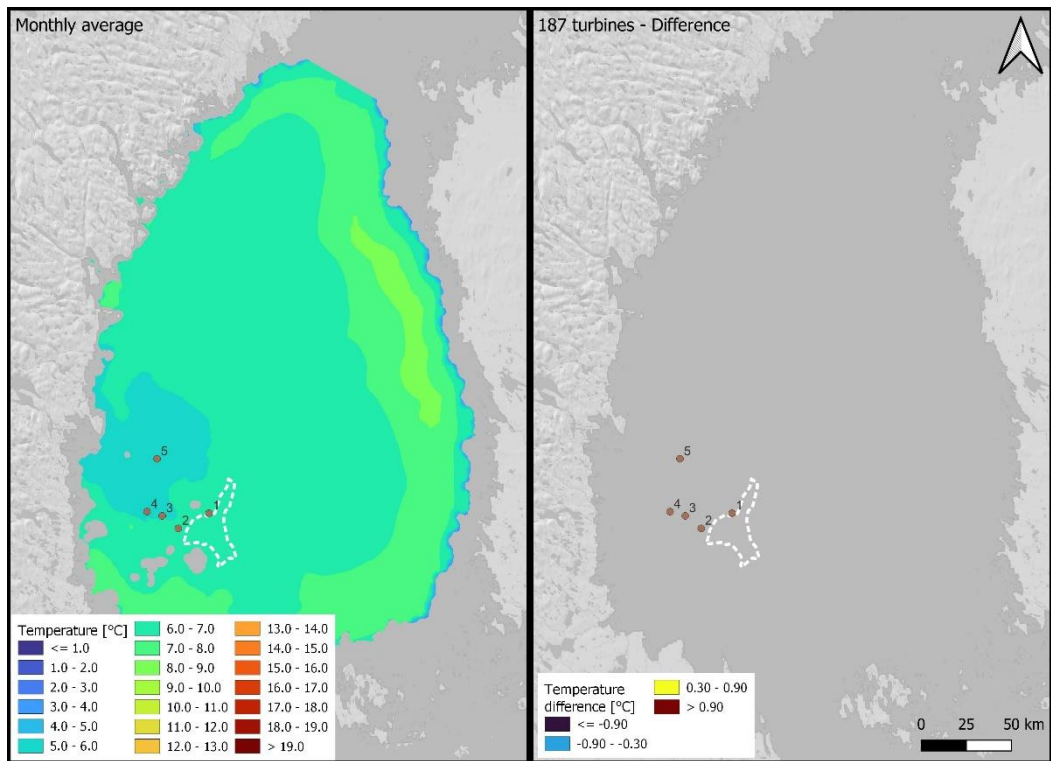 Monthly average
5
4
3
2
1
Temperature [°C]
<= 1.0
1.0 - 2.0
2.0 - 3.0
3.0 - 4.0
4.0 - 5.0
5.0 - 6.0
6.0 - 7.0
7.0 - 8.0
8.0 - 9.0
9.0 - 10.0
10.0 - 11.0
11.0 - 12.0
12.0 - 13.0
13.0 - 14.0
14.0 - 15.0
15.0 - 16.0
16.0 - 17.0
17.0 - 18.0
18.0 - 19.0
> 19.0
187 turbines - Difference
5
4
3
2
1
Temperature
difference [°C]
<= -0.90
-0.90 - -0.30
0.30 - 0.90
> 0.90
0 25 50 km